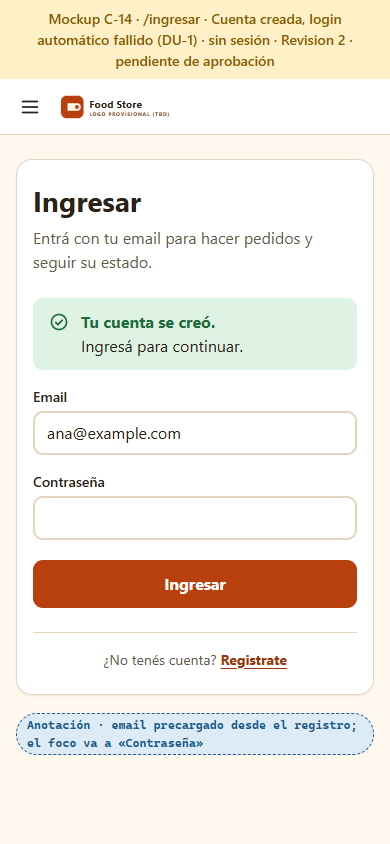 Mockup C-14 · /ingresar · Cuenta creada, login
automático fallido (DU-1) · sin sesión · Revision 2 ·
pendiente de aprobación
Food Store
LOGO PROVISIONAL (TBD)
Ingresar
Entrá con tu email para hacer pedidos y
seguir su estado.
Tu cuenta se creó.
Ingresá para continuar.
Email
ana@example.com
Contraseña
Ingresar
¿No tenés cuenta? Registrate
Anotación · email precargado desde el registro;
el foco va a «Contraseña»